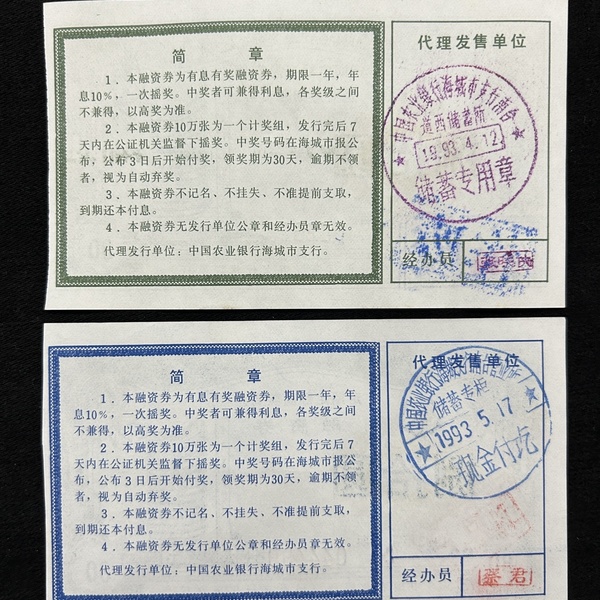 简 章
1．本融资券为有息有奖融资券，期限一年，年
息10%，一次摇奖。中奖者可兼得利息，各奖级之间
不兼得，以高奖为准。
2．本融资券10万张为一个计奖组，发行完后7
天内在公证机关监督下摇奖。中奖号码在海城市报公
布，公布3日后开始付奖，领奖期为30天，逾期不领
者，视为自动弃奖。
3．本融资券不记名、不挂失、不准提前支取，
到期还本付息。
4．本融资券无发行单位公章和经办员章无效。
代理发行单位：中国农业银行海城市支行。
代理发售单位
道西储蓄所
1993.4.12
储蓄专用章
经办员
简 章
1．本融资券为有息有奖融资券，期限一年，年
息10%，一次摇奖。中奖者可兼得利息，各奖级之间
不兼得，以高奖为准。
2．本融资券10万张为一个计奖组，发行完后7
天内在公证机关监督下摇奖。中奖号码在海城市报公
布，公布3日后开始付奖，领奖期为30天，逾期不领
者，视为自动弃奖。
3．本融资券不记名、不挂失、不准提前支取，
到期还本付息。
4．本融资券无发行单位公章和经办员章无效。
代理发行单位：中国农业银行海城市支行。
代理发售单位
储蓄专柜
1993 5. 17
现金付讫
经办员